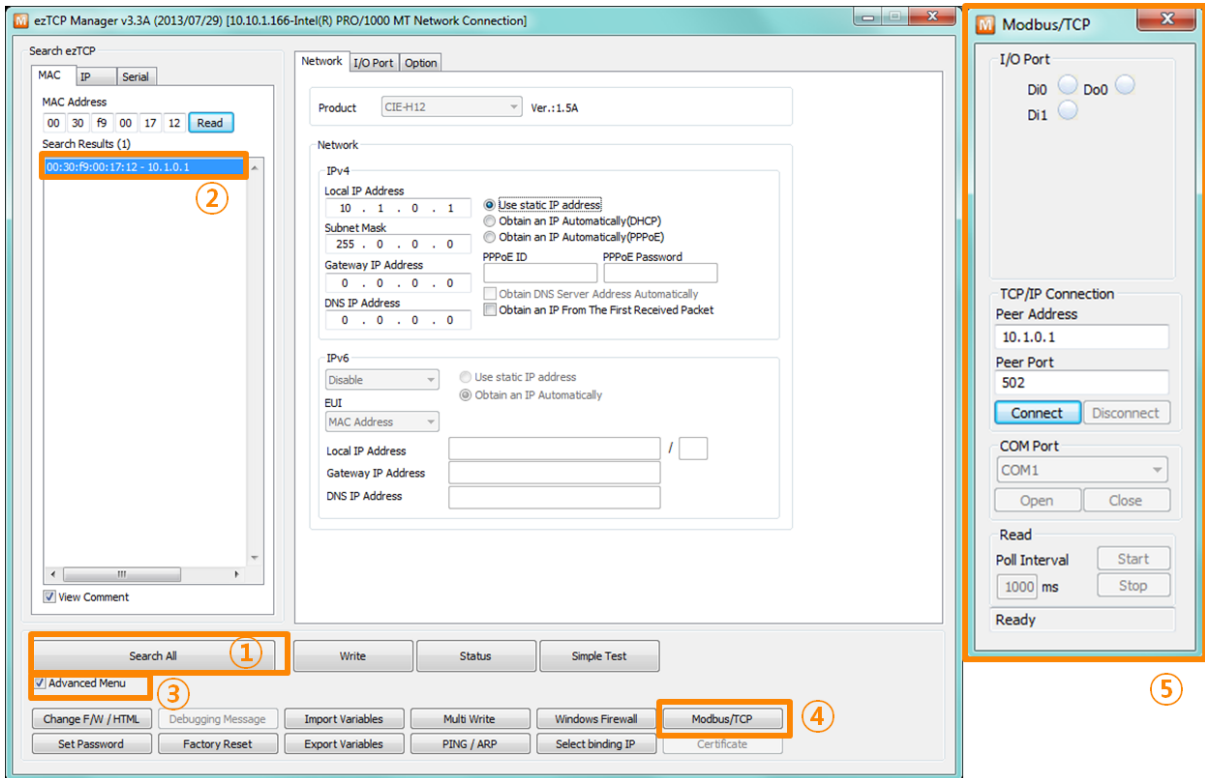 ezTCP Manager v3.3A (2013/07/29) [10.10.1.166-Intel(R) PRO/1000 MT Network Connection]
Search ezTCP
MAC IP Serial
MAC Address
00 30 f9 00 17 12 Read
Search Results (1)
00:30:f9:00:17:12 - 10.1.0.1
②
View Comment
Network I/O Port Option
Product CIE-H12 Ver.:1.5A
Network
IPv4
Local IP Address
10 . 1 . 0 . 1
Subnet Mask
255 . 0 . 0 . 0
Gateway IP Address
0 . 0 . 0 . 0
DNS IP Address
0 . 0 . 0 . 0
Use static IP address
Obtain an IP Automatically(DHCP)
Obtain an IP Automatically(PPPoE)
PPPoE ID PPPoE Password
Obtain DNS Server Address Automatically
Obtain an IP From The First Received Packet
IPv6
Disable
EUI
MAC Address
Use static IP address
Obtain an IP Automatically
Local IP Address /
Gateway IP Address
DNS IP Address
Search All ① Write Status Simple Test
Advanced Menu ③
Change F/W / HTML Debugging Message Import Variables Multi Write Windows Firewall Modbus/TCP ④
Set Password Factory Reset Export Variables PING / ARP Select binding IP Certificate
Modbus/TCP
I/O Port
Di0 Do0
Di1
TCP/IP Connection
Peer Address
10.1.0.1
Peer Port
502
Connect Disconnect
COM Port
COM1
Open Close
Read
Poll Interval Start
1000 ms Stop
Ready
⑤